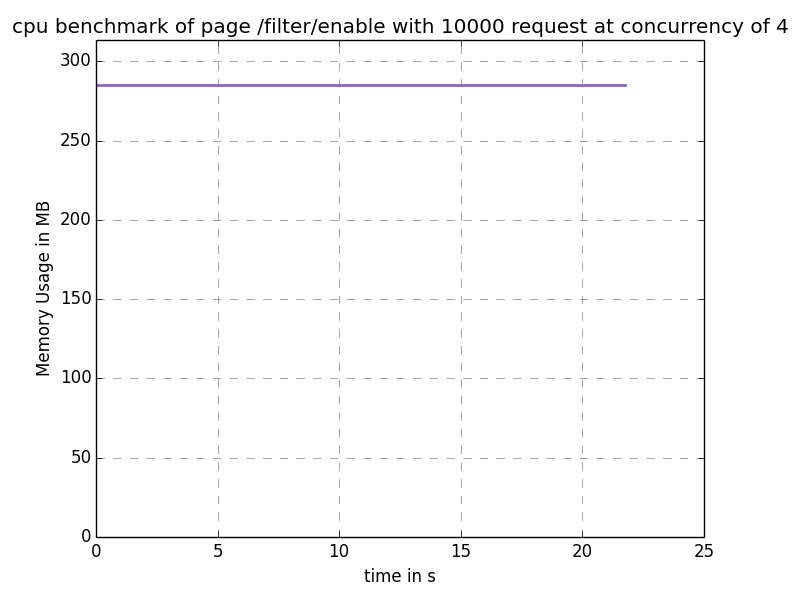 cpu benchmark of page /filter/enable with 10000 request at concurrency of 4
300
250
200
150
100
50
0
Memory Usage in MB
0 5 10 15 20 25
time in s